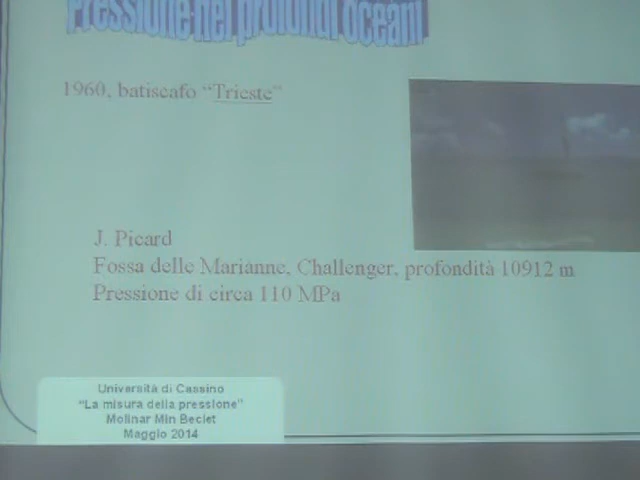 Pressione nei profondi oceani
1960, batiscafo “Trieste”
J. Picard
Fossa delle Marianne, Challenger, profondità 10912 m
Pressione di circa 110 MPa
Università di Cassino
“La misura della pressione”
Molinar Min Beciet
Maggio 2014